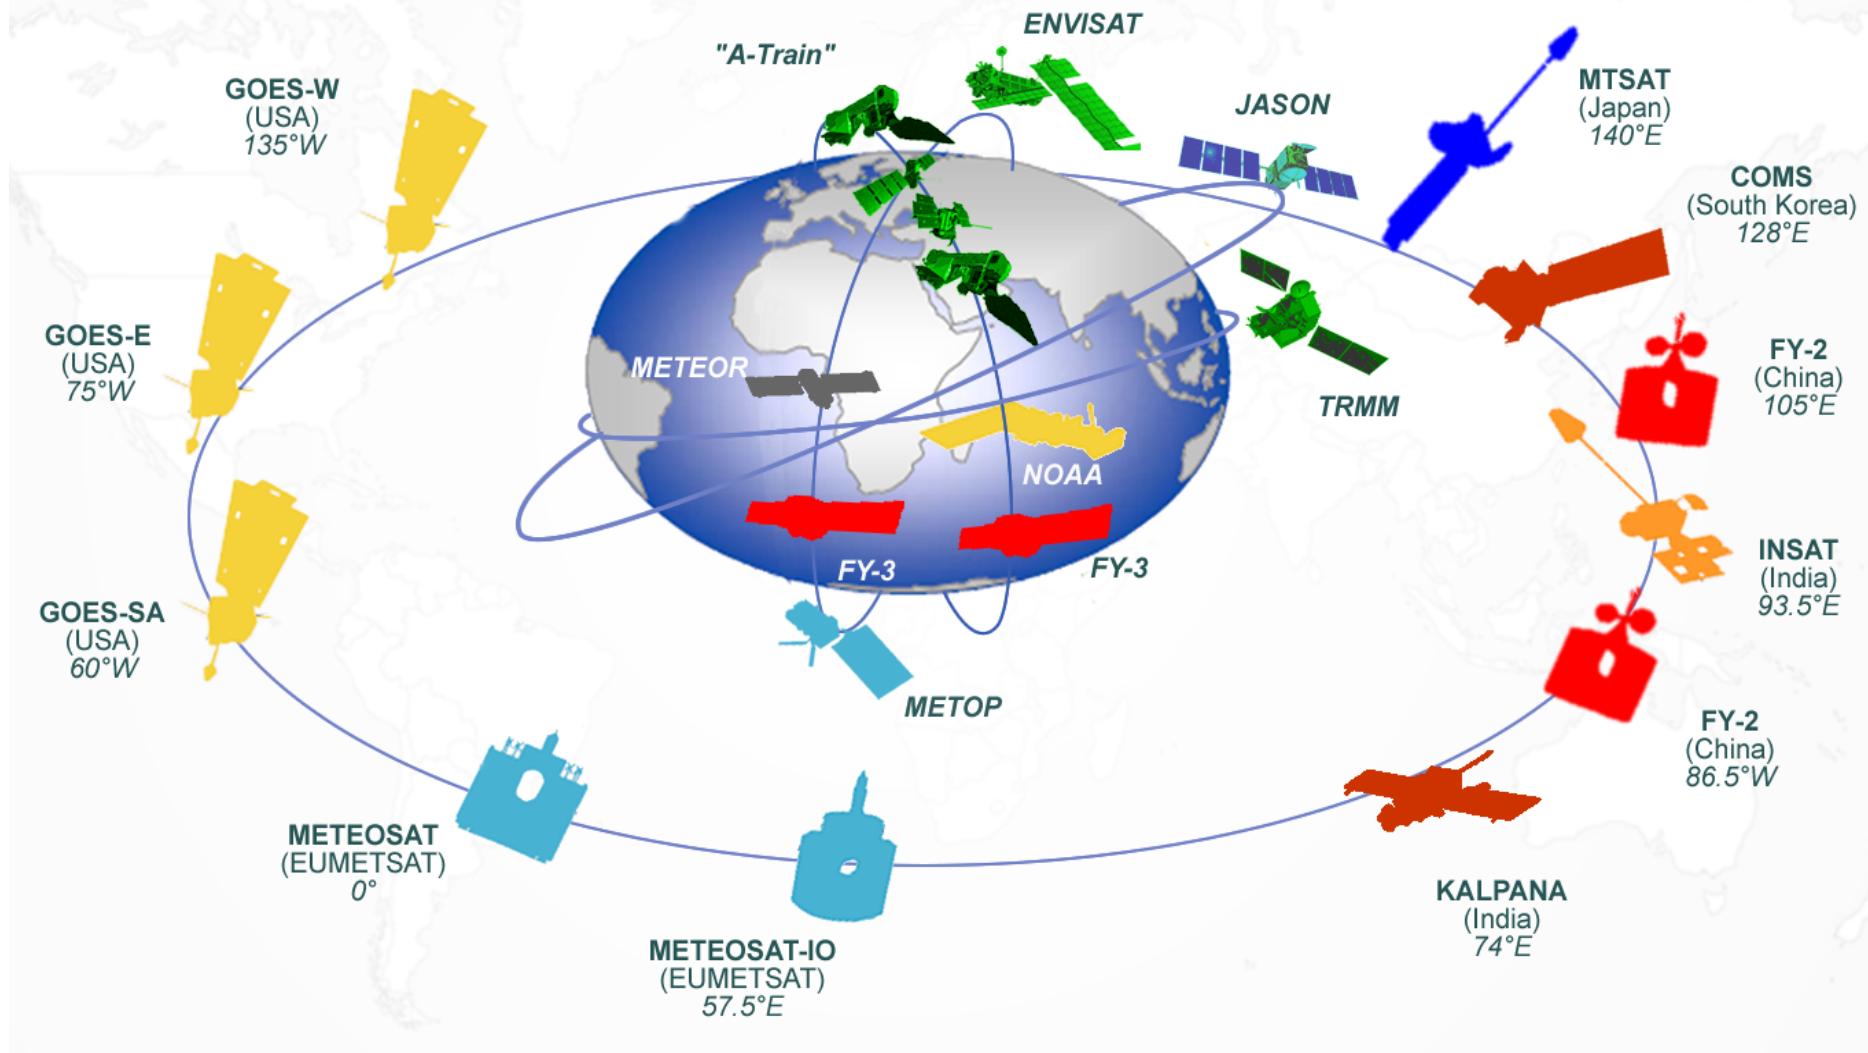 ENVISAT
"A-Train"
GOES-W
(USA)
135°W
JASON
MTSAT
(Japan)
140°E
COMS
(South Korea)
128°E
GOES-E
(USA)
75°W
METEOR
FY-2
(China)
105°E
TRMM
NOAA
INSAT
(India)
93.5°E
FY-3
FY-3
GOES-SA
(USA)
60°W
METOP
FY-2
(China)
86.5°W
METEOSAT
(EUMETSAT)
0°
KALPANA
(India)
74°E
METEOSAT-IO
(EUMETSAT)
57.5°E